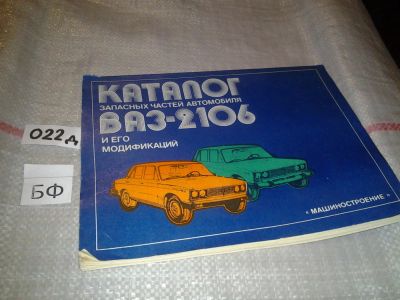 КАТАЛОГ
ЗАПАСНЫХ ЧАСТЕЙ АВТОМОБИЛЯ
ВАЗ-2106
И ЕГО
МОДИФИКАЦИЙ
« МАШИНОСТРОЕНИЕ »
022д
БФ